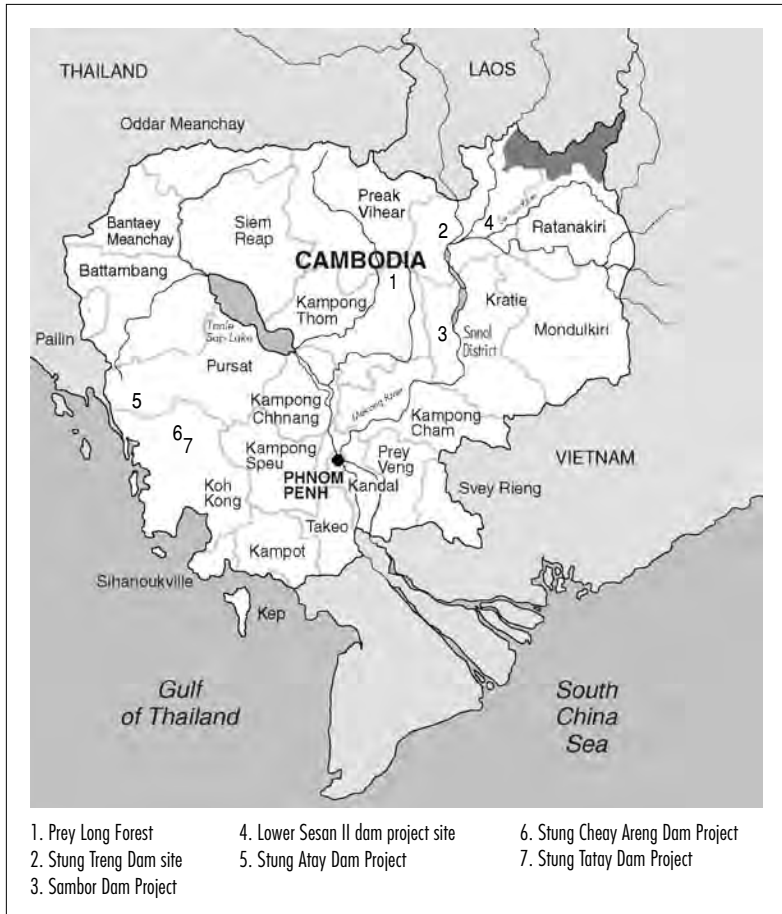 THAILAND
LAOS
Oddar Meanchay
Preak
Vihear
2
4
Ratanakiri
Bantaey
Meanchay
Siem
Reap
CAMBODIA
1
Battambang
Kampong
Thom
Kratie
Mondulkiri
Pailin
Tonle
Sap Lake
3
Snnol
District
Pursat
5
Kampong
Chhnang
Mekong River
Kampong
Cham
6
7
Kampong
Speu
Prey
Veng
VIETNAM
PHNOM
PENH
Kandal
Koh
Kong
Svey Rieng
Takeo
Kampot
Sihanoukville
Kep
Gulf
of Thailand
South
China
Sea
1. Prey Long Forest
2. Stung Treng Dam site
3. Sambor Dam Project
4. Lower Sesan II dam project site
5. Stung Atay Dam Project
6. Stung Cheay Areng Dam Project
7. Stung Tatay Dam Project